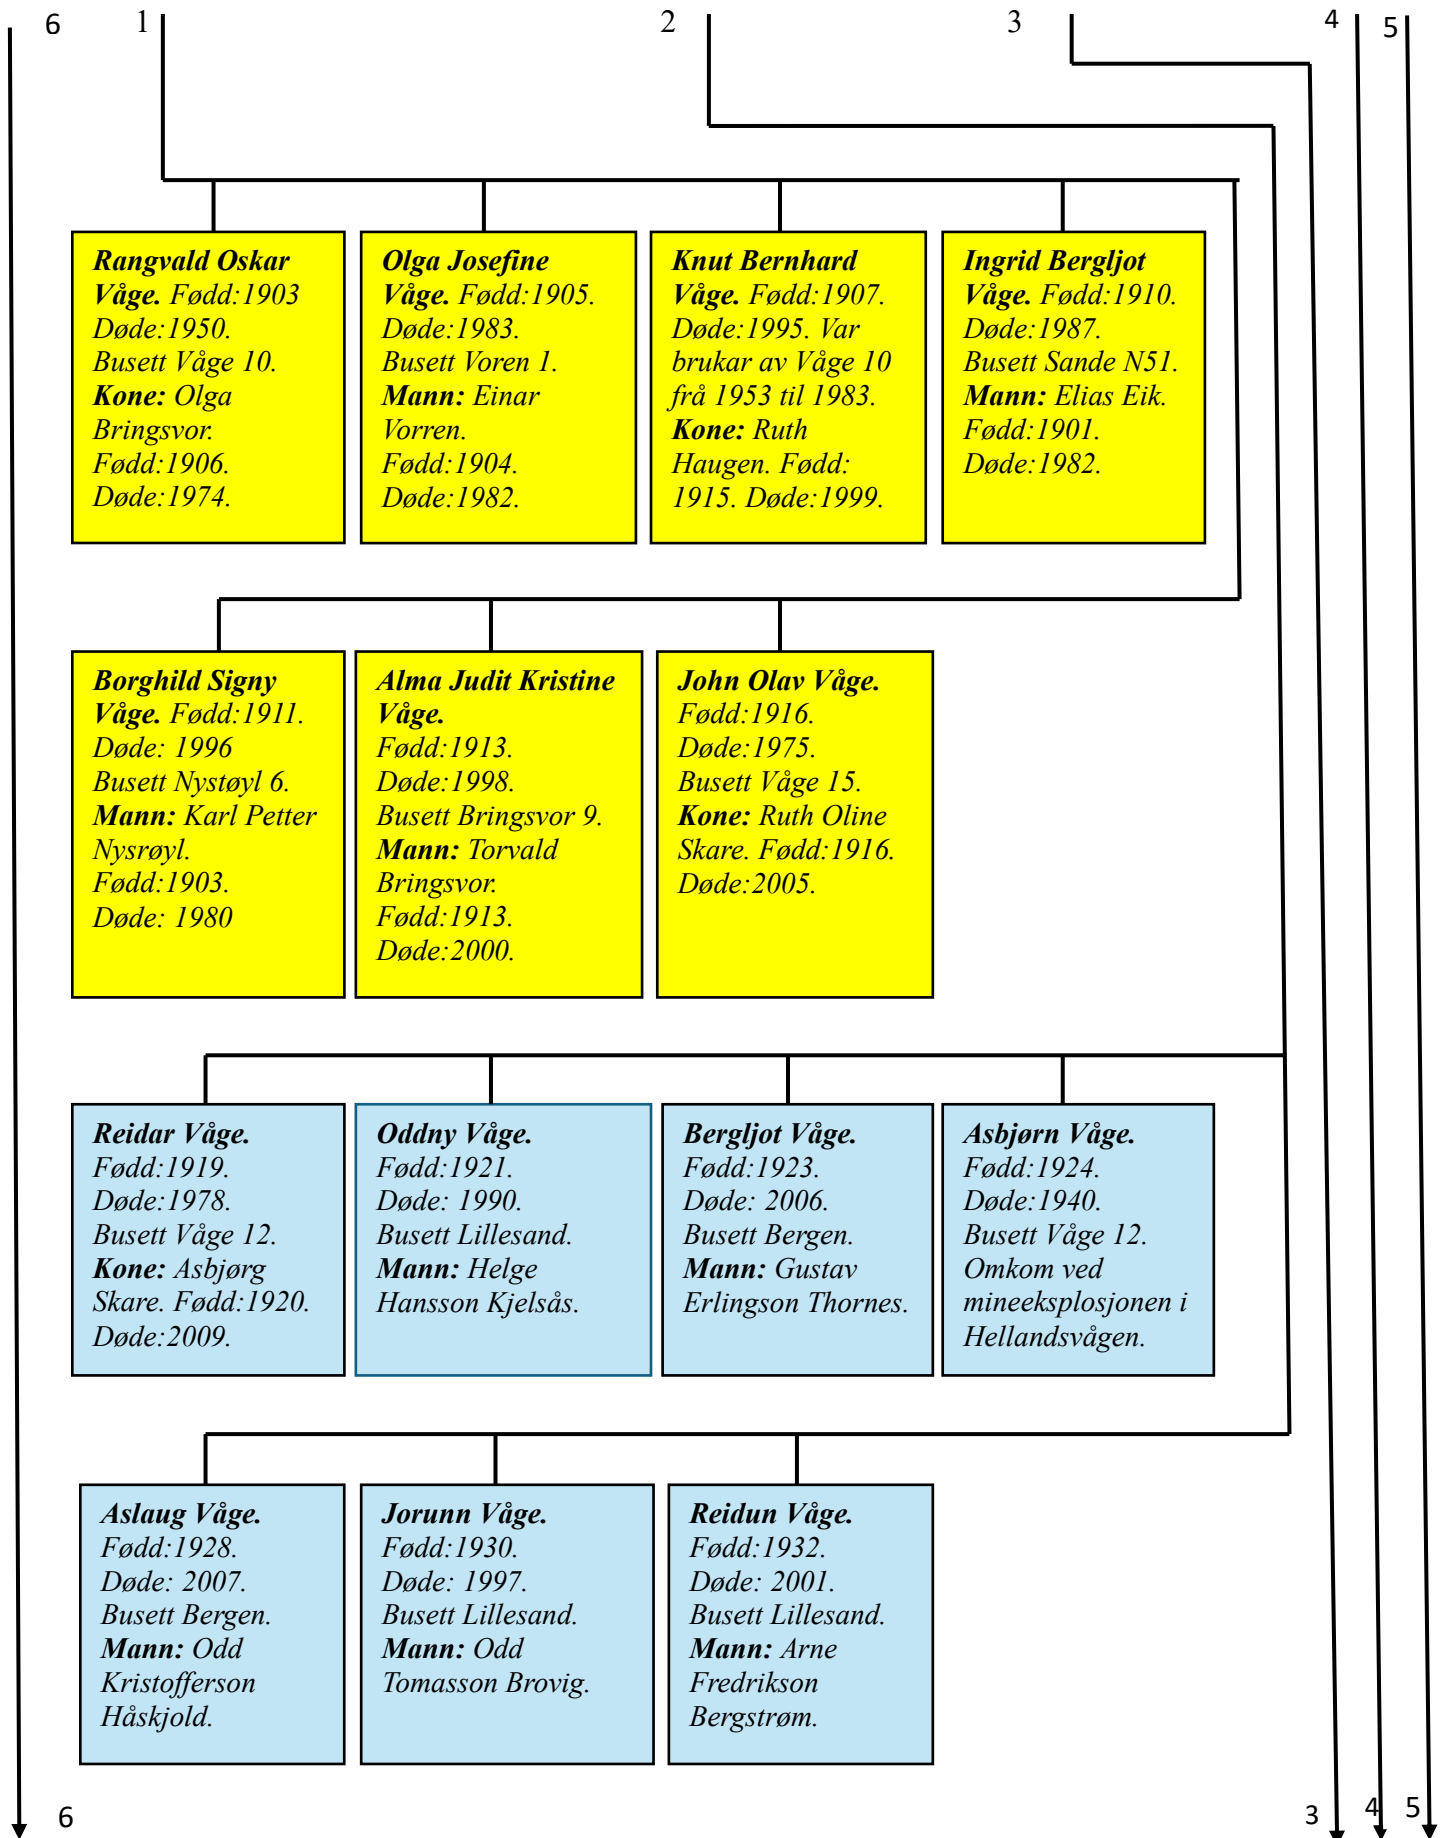 6 1 2 3 4 5
Rangvald Oskar
Våge. Fødd:1903
Døde:1950.
Busett Våge 10.
Kone: Olga
Bringsvor.
Fødd:1906.
Døde:1974.
Olga Josefine
Våge. Fødd:1905.
Døde:1983.
Busett Voren 1.
Mann: Einar
Vorren.
Fødd:1904.
Døde:1982.
Knut Bernhard
Våge. Fødd:1907.
Døde:1995. Var
brukar av Våge 10
frå 1953 til 1983.
Kone: Ruth
Haugen. Fødd:
1915. Døde:1999.
Ingrid Bergljot
Våge. Fødd:1910.
Døde:1987.
Busett Sande N51.
Mann: Elias Eik.
Fødd:1901.
Døde:1982.
Borghild Signy
Våge. Fødd:1911.
Døde: 1996
Busett Nystøyl 6.
Mann: Karl Petter
Nysrøyl.
Fødd:1903.
Døde: 1980
Alma Judit Kristine
Våge.
Fødd:1913.
Døde:1998.
Busett Bringsvor 9.
Mann: Torvald
Bringsvor.
Fødd:1913.
Døde:2000.
John Olav Våge.
Fødd:1916.
Døde:1975.
Busett Våge 15.
Kone: Ruth Oline
Skare. Fødd:1916.
Døde:2005.
Reidar Våge.
Fødd:1919.
Døde:1978.
Busett Våge 12.
Kone: Asbjørg
Skare. Fødd:1920.
Døde:2009.
Oddny Våge.
Fødd:1921.
Døde: 1990.
Busett Lillesand.
Mann: Helge
Hansson Kjelsås.
Bergljot Våge.
Fødd:1923.
Døde: 2006.
Busett Bergen.
Mann: Gustav
Erlingson Thornes.
Asbjørn Våge.
Fødd:1924.
Døde:1940.
Busett Våge 12.
Omkom ved
mineeksplosjonen i
Hellandsvågen.
Aslaug Våge.
Fødd:1928.
Døde: 2007.
Busett Bergen.
Mann: Odd
Kristofferson
Håskjold.
Jorunn Våge.
Fødd:1930.
Døde: 1997.
Busett Lillesand.
Mann: Odd
Tomasson Brovig.
Reidun Våge.
Fødd:1932.
Døde: 2001.
Busett Lillesand.
Mann: Arne
Fredrikson
Bergstrøm.
6 3 4 5